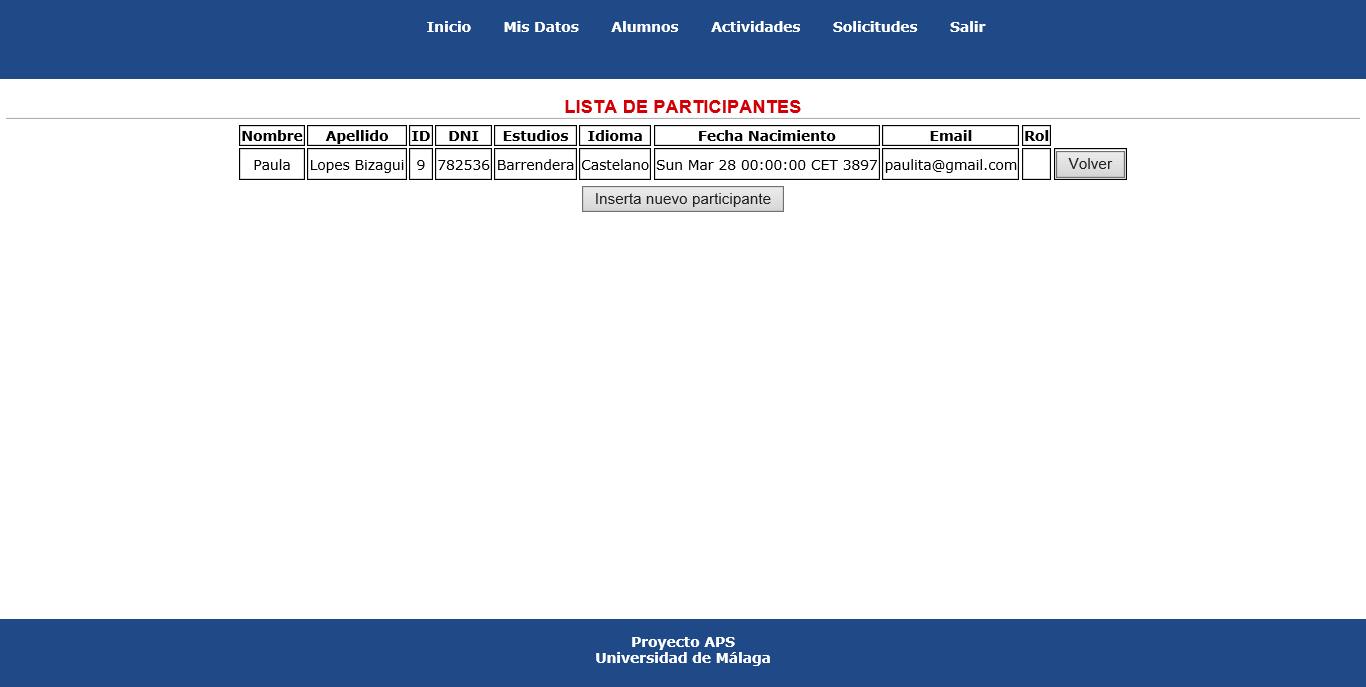 Inicio Mis Datos Alumnos Actividades Solicitudes Salir
LISTA DE PARTICIPANTES
Nombre Apellido ID DNI Estudios Idioma Fecha Nacimiento Email Rol
Paula Lopes Bizagui 9 782536 Barrendera Castelano Sun Mar 28 00:00:00 CET 3897 paulita@gmail.com Volver
Inserta nuevo participante
Proyecto APS
Universidad de Málaga